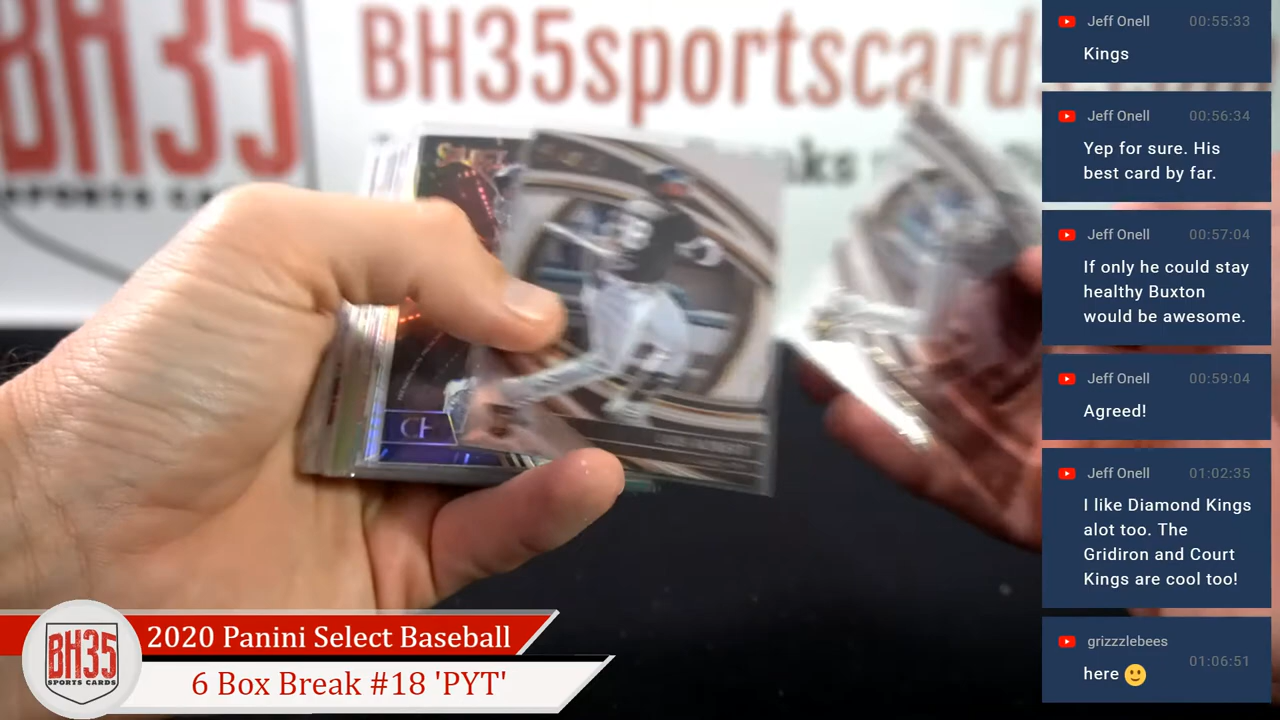 BH35
SPORTS CARDS
BH35sportscards
SELECT
CF
Jeff Onell 00:55:33
Kings
Jeff Onell 00:56:34
Yep for sure. His
best card by far.
Jeff Onell 00:57:04
If only he could stay
healthy Buxton
would be awesome.
Jeff Onell 00:59:04
Agreed!
Jeff Onell 01:02:35
I like Diamond Kings
alot too. The
Gridiron and Court
Kings are cool too!
grizzzlebees 01:06:51
here 🙂
BH35
SPORTS CARDS
2020 Panini Select Baseball
6 Box Break #18 'PYT'